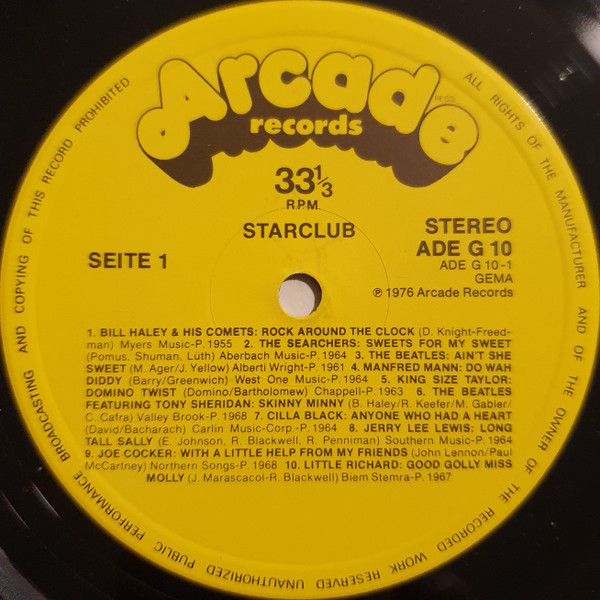 Arcade
REGD.
records
33 1/3
R.P.M.
STARCLUB
SEITE 1
STEREO
ADE G 10
ADE G 10-1
GEMA
℗ 1976 Arcade Records
1. BILL HALEY & HIS COMETS: ROCK AROUND THE CLOCK (D. Knight-Freed-
man) Myers Music-P. 1955 2. THE SEARCHERS: SWEETS FOR MY SWEET
(Pomus, Shuman, Lüth) Aberbach Music-P. 1964 3. THE BEATLES: AIN'T SHE
SWEET (M. Ager/J. Yellow) Alberti Wright-P. 1961 4. MANFRED MANN: DO WAH
DIDDY (Barry/Greenwich) West One Music-P. 1964 5. KING SIZE TAYLOR:
DOMINO TWIST (Domino/Bartholomew) Chappell-P. 1963 6. THE BEATLES
FEATURING TONY SHERIDAN: SKINNY MINNY (B. Haley/R. Keefer/M. Gabier/
C. Cafra) Valley Brook-P. 1968 7. CILLA BLACK: ANYONE WHO HAD A HEART
(David/Bacharach) Carlin Music-Corp.-P. 1964 8. JERRY LEE LEWIS: LONG
TALL SALLY (E. Johnson, R. Blackwell, R. Penniman) Southern Music-P. 1964
9. JOE COCKER: WITH A LITTLE HELP FROM MY FRIENDS (John Lennon/Paul
McCartney) Northern Songs-P. 1968 10. LITTLE RICHARD: GOOD GOLLY MISS
MOLLY (J. Marascacol-R. Blackwell) Biem Stemra-P. 1967
ALL RIGHTS OF THE MANUFACTURER AND OF THE OWNER OF THE RECORDED WORK RESERVED UNAUTHORIZED PUBLIC PERFORMANCE BROADCASTING AND COPYING OF THIS RECORD PROHIBITED